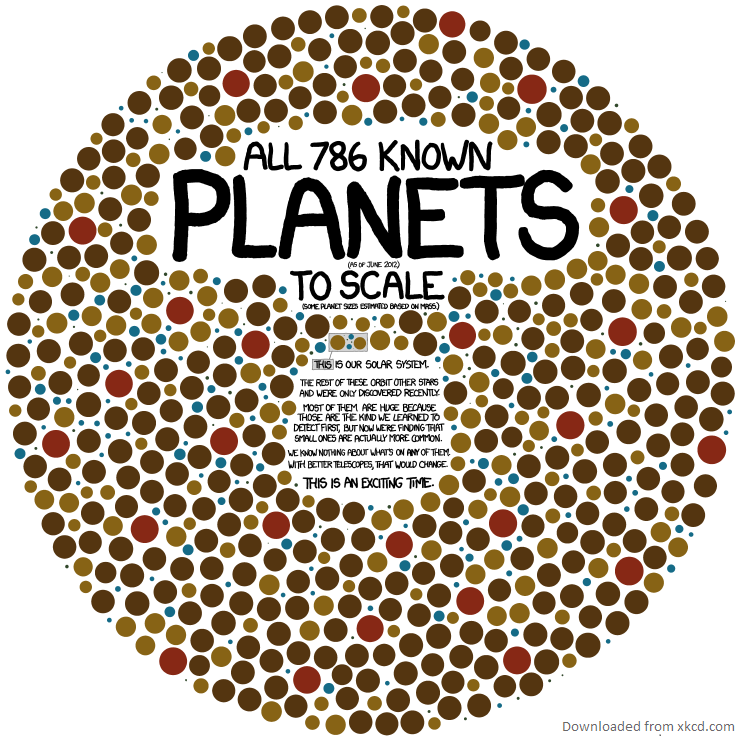 ALL 786 KNOWN
PLANETS
(AS OF JUNE 2012)
TO SCALE
(SOME PLANET SIZES ESTIMATED BASED ON MASS.)
THIS IS OUR SOLAR SYSTEM.
THE REST OF THESE ORBIT OTHER STARS
AND WERE ONLY DISCOVERED RECENTLY.
MOST OF THEM ARE HUGE BECAUSE
THOSE ARE THE KIND WE LEARNED TO
DETECT FIRST, BUT NOW WE'RE FINDING THAT
SMALL ONES ARE ACTUALLY MORE COMMON.
WE KNOW NOTHING ABOUT WHAT'S ON ANY OF THEM.
WITH BETTER TELESCOPES, THAT WOULD CHANGE.
THIS IS AN EXCITING TIME.
Downloaded from xkcd.com